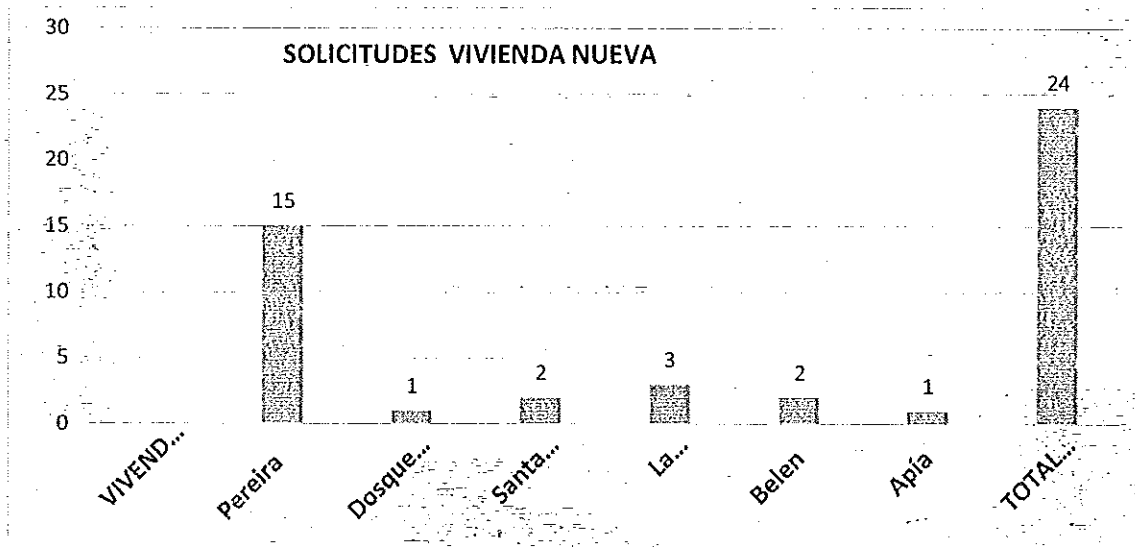 SOLICITUDES VIVIENDA NUEVA
30
25
20
15
10
5
0
15
1
2
3
2
1
24
VIVEND...
Pereira
Dosque...
Santa...
La...
Belen
Apía
TOTAL...